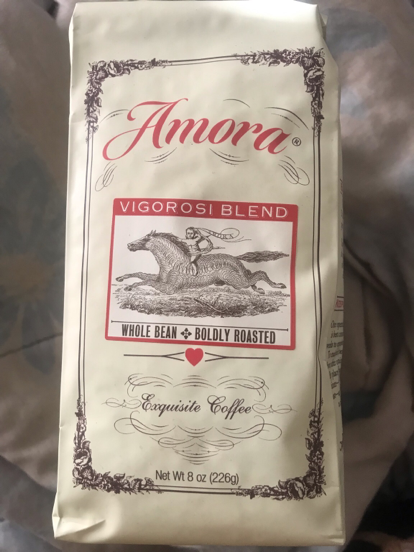 Amora®
VIGOROSI BLEND
WHOLE BEAN ✤ BOLDLY ROASTED
Exquisite Coffee
Net Wt 8 oz (226g)